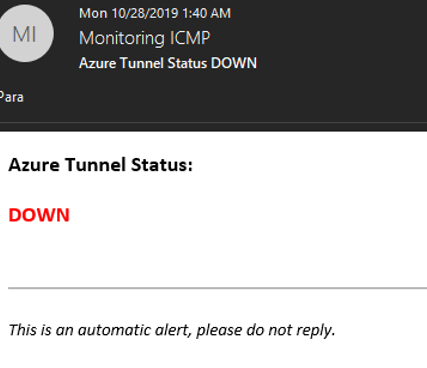 Mon 10/28/2019 1:40 AM
MI
Monitoring ICMP
Azure Tunnel Status DOWN
Para
Azure Tunnel Status:
DOWN
This is an automatic alert, please do not reply.